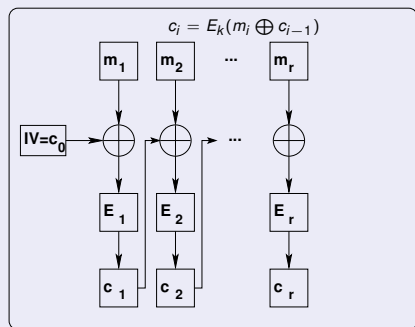 c_i = E_k(m_i ⊕ c_{i−1})
m_1 m_2 ... m_r
IV=c_0 ...
E_1 E_2 E_r
c_1 c_2 c_r